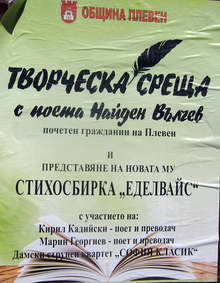 ОБЩИНА ПЛЕВЕН
ТВОРЧЕСКА СРЕЩА
с поета Найден Вълчев
почетен гражданин на Плевен
И
ПРЕДСТАВЯНЕ НА НОВАТА МУ
СТИХОСБИРКА „ЕДЕЛВАЙС"
с участието на:
Кирил Кадийски - поет и преводач
Марин Георгиев - поет и преводач
Дамски струнен квартет „СОФИЯ КЛАСИК"